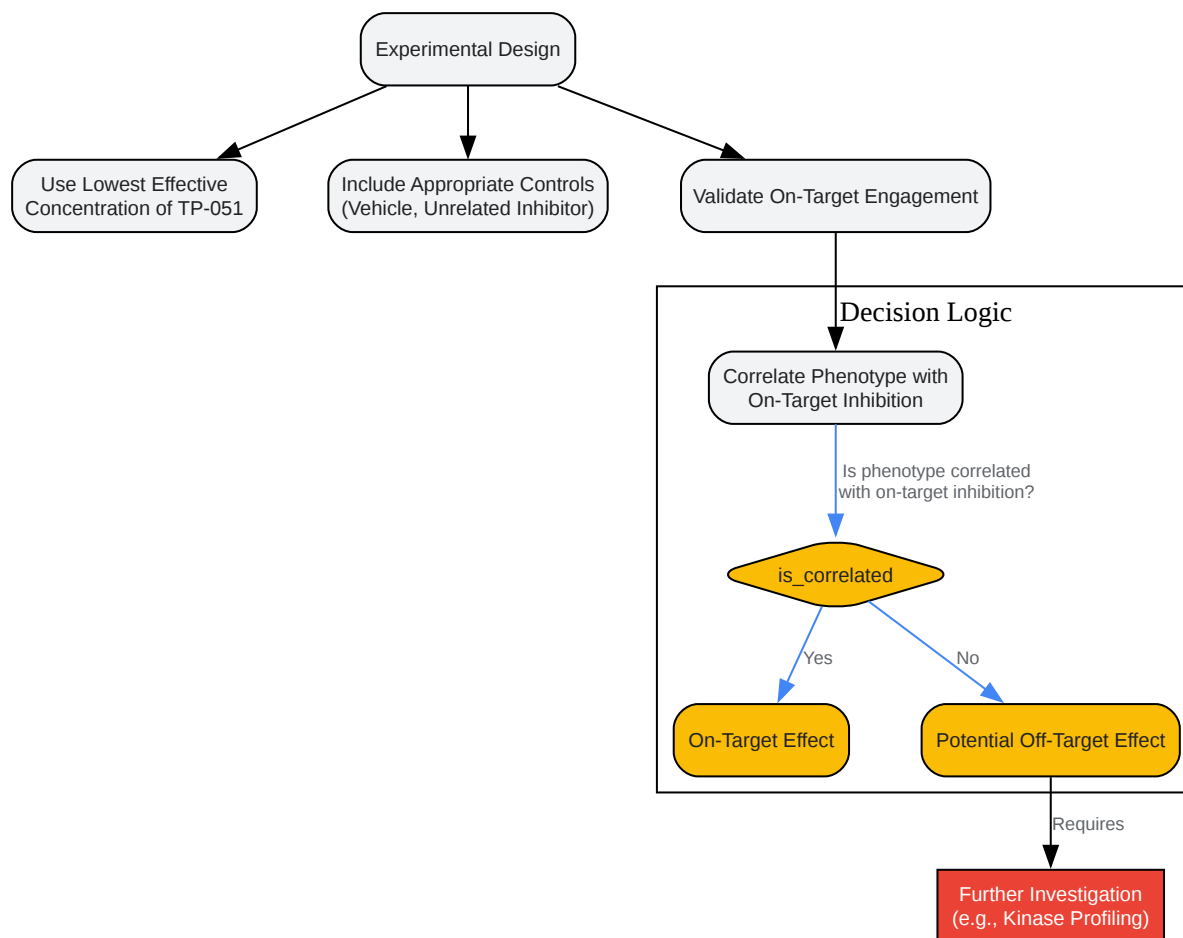 Experimental Design
Use Lowest Effective
Concentration of TP-051
Include Appropriate Controls
(Vehicle, Unrelated Inhibitor)
Validate On-Target Engagement
Decision Logic
Correlate Phenotype with
On-Target Inhibition
Is phenotype correlated
with on-target inhibition?
is_correlated
Yes
No
On-Target Effect
Potential Off-Target Effect
Requires
Further Investigation
(e.g., Kinase Profiling)